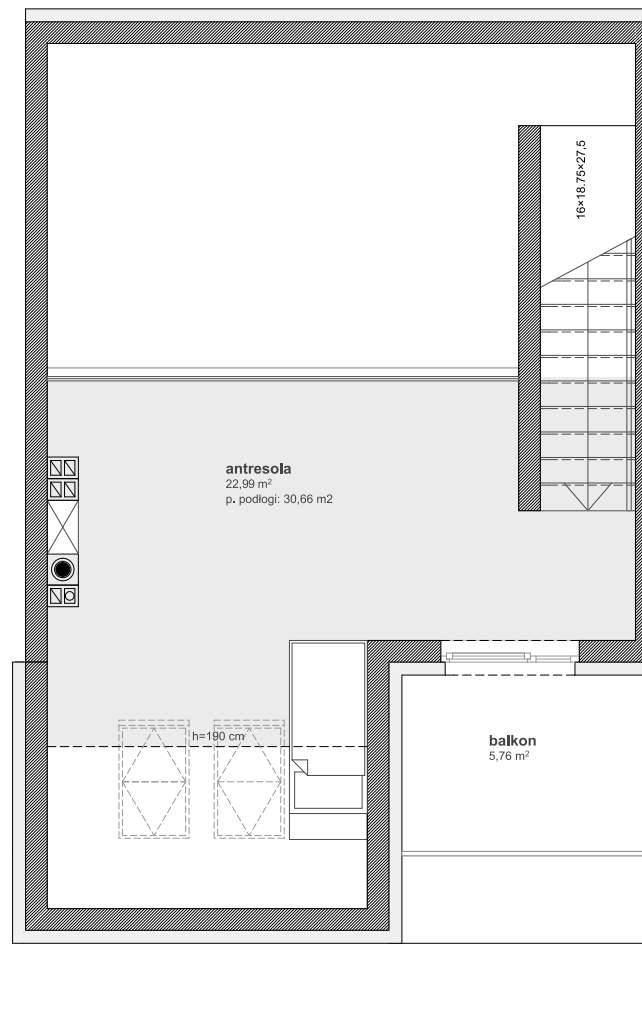 16×18.75×27,5
antresola
22,99 m²
p. podłogi: 30,66 m2
h=190 cm
balkon
5,76 m²